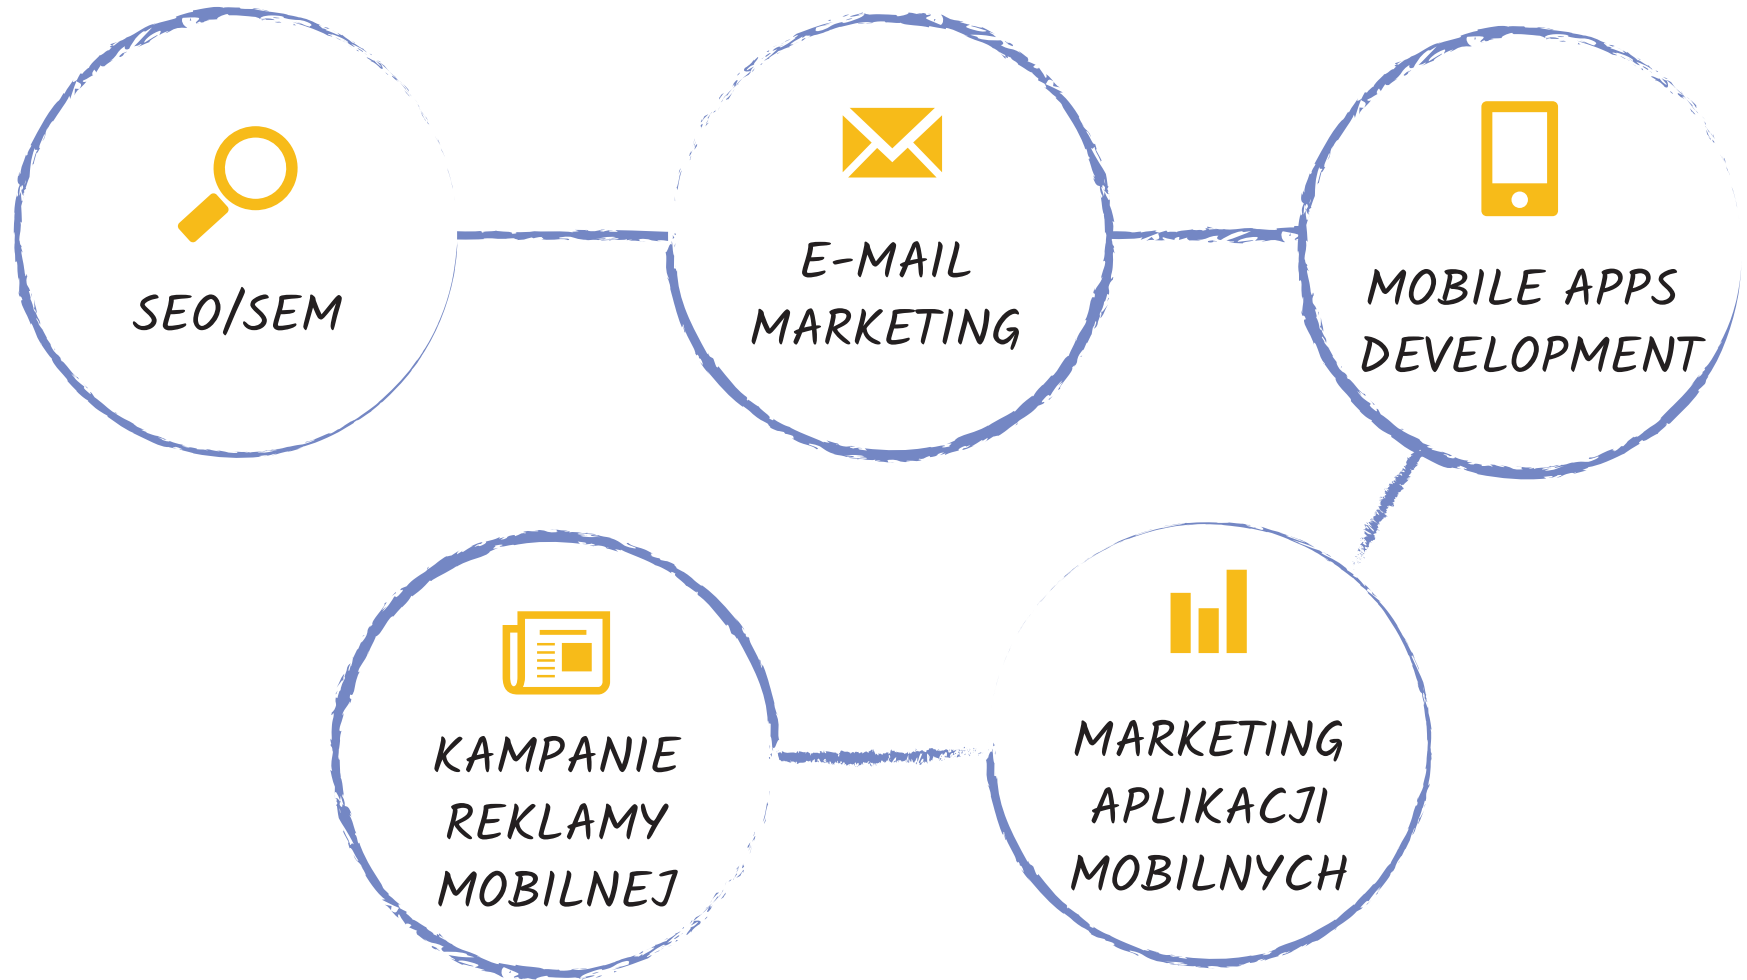 SEO/SEM
E-MAIL
MARKETING
MOBILE APPS
DEVELOPMENT
KAMPANIE
REKLAMY
MOBILNEJ
MARKETING
APLIKACJI
MOBILNYCH